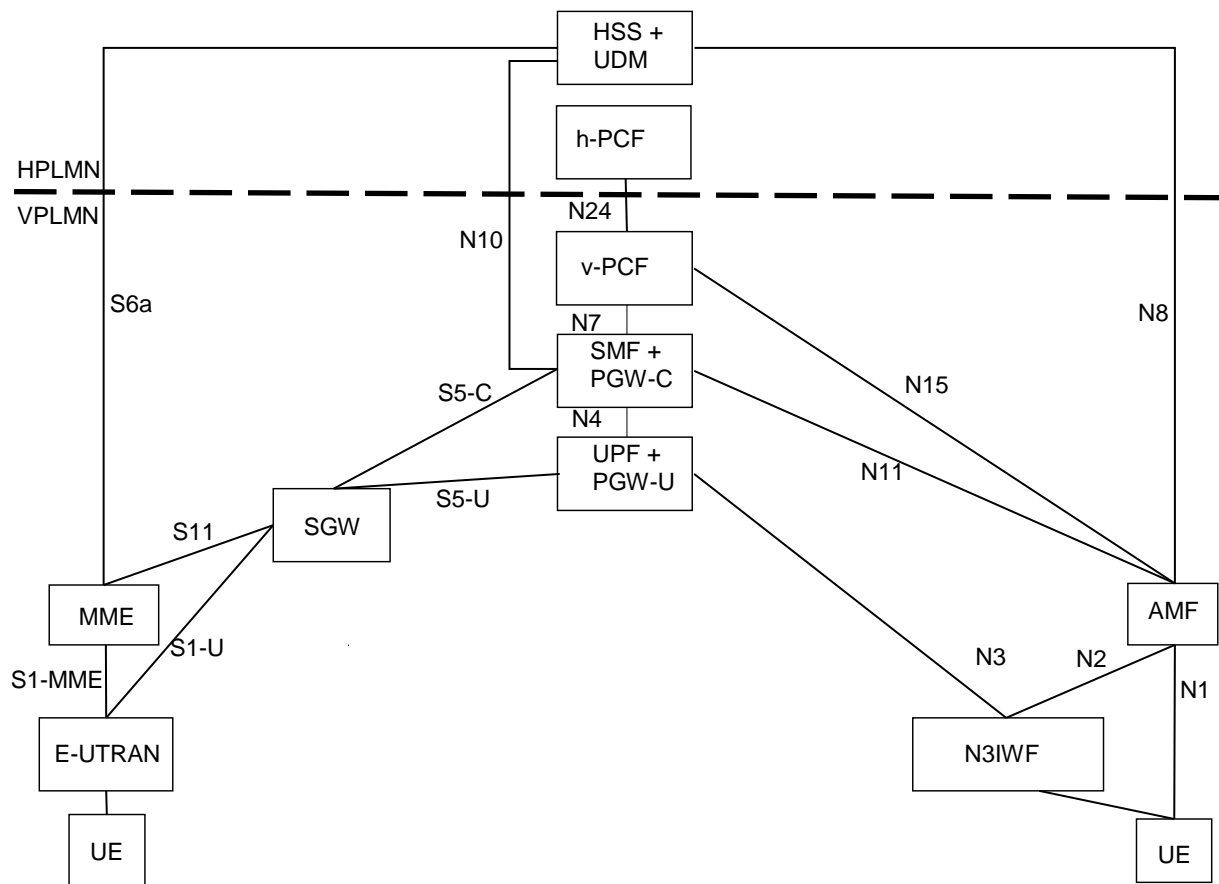 HSS +
UDM
h-PCF
HPLMN
VPLMN
N24
N10
v-PCF
S6a
N8
N7
SMF +
PGW-C
S5-C
N15
N4
UPF +
PGW-U
N11
S5-U
SGW
S11
MME
AMF
S1-U
N3
N2
S1-MME
N1
E-UTRAN
N3IWF
UE
UE